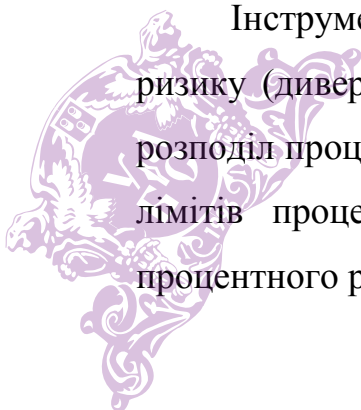 Інструме
ризику (дивер
розподіл проц
лімітів проце
процентного р